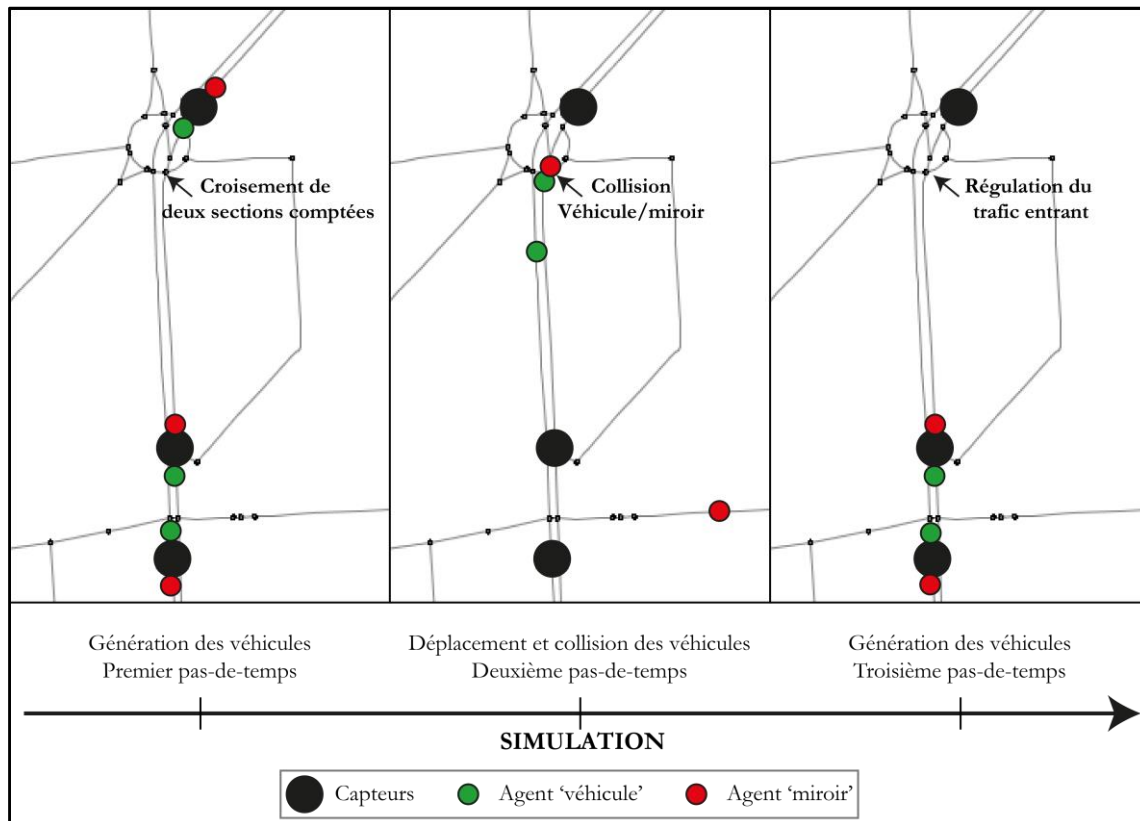 Croisement de
deux sections comptées
Collision
Véhicule/miroir
Régulation du
trafic entrant
Génération des véhicules
Premier pas-de-temps
Déplacement et collision des véhicules
Deuxième pas-de-temps
Génération des véhicules
Troisième pas-de-temps
SIMULATION
Capteurs
Agent ‘véhicule’
Agent ‘miroir’